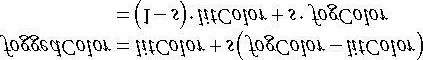 foggedColor = litColor + s(fogColor − litColor)
= (1 − s)· litColor + s · fogColor